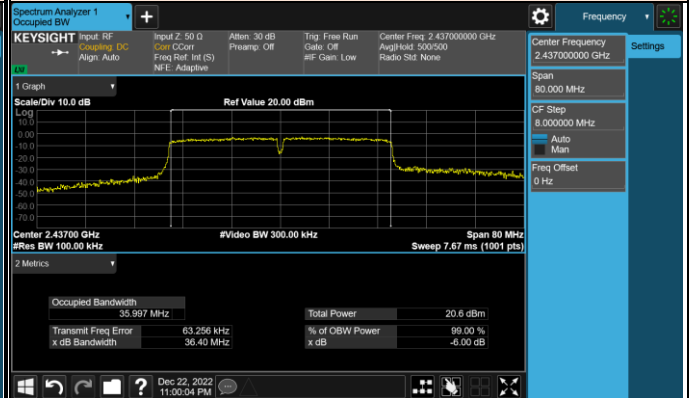 Spectrum Analyzer 1
Occupied BW
+
Frequency
KEYSIGHT
Input: RF
Coupling: DC
Align: Auto
Input Z: 50 Ω
Corr CCorr
Freq Ref: Int (S)
NFE: Adaptive
Atten: 30 dB
Preamp: Off
Trig: Free Run
Gate: Off
#IF Gain: Low
Center Freq: 2.437000000 GHz
Avg|Hold: 500/500
Radio Std: None
LXI
Center Frequency
2.437000000 GHz
Settings
Span
80.000 MHz
CF Step
8.000000 MHz
Auto
Man
Freq Offset
0 Hz
1 Graph
Scale/Div 10.0 dB
Ref Value 20.00 dBm
Log
10.0
0.00
-10.0
-20.0
-30.0
-40.0
-50.0
-60.0
-70.0
Center 2.43700 GHz
#Video BW 300.00 kHz
Span 80 MHz
#Res BW 100.00 kHz
Sweep 7.67 ms (1001 pts)
2 Metrics
Occupied Bandwidth
35.997 MHz
Total Power
20.6 dBm
Transmit Freq Error
63.256 kHz
% of OBW Power
99.00 %
x dB Bandwidth
36.40 MHz
x dB
-6.00 dB
?
Dec 22, 2022
11:00:04 PM